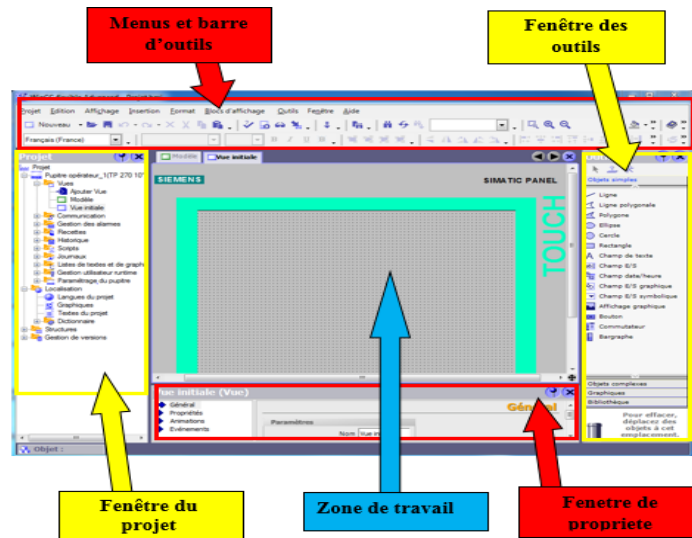 Menus et barre
d'outils
Fenêtre des
outils
WinCC flexible Advanced - Projet.hmi
Projet Edition Affichage Insertion Format Blocs d'affichage Outils Fenêtre Aide
Nouveau
Français (France)
Projet
Projet
Pupitre opérateur_1(TP 270 10"
Vues
Ajouter Vue
Modèle
Vue initiale
Communication
Gestion des alarmes
Recettes
Historique
Scripts
Journaux
Listes de textes et de graph
Gestion utilisateur runtime
Paramétrage du pupitre
Localisation
Langues du projet
Graphiques
Textes du projet
Dictionnaire
Structures
Gestion de versions
Modèle
Vue initiale
SIEMENS
SIMATIC PANEL
TOUCH
Objets simples
Ligne
Ligne polygonale
Polygone
Ellipse
Cercle
Rectangle
Champ de texte
Champ E/S
Champ date/heure
Champ E/S graphique
Champ E/S symbolique
Affichage graphique
Bouton
Commutateur
Bargraphe
Objets complexes
Graphiques
Bibliothèque
Pour effacer,
déplacez des
objets à cet
emplacement.
Vue initiale (Vue)
Général
Propriétés
Animations
Evénements
Général
Paramètres
Nom Vue in
Objet :
Fenêtre du
projet
Zone de travail
Fenetre de
propriete